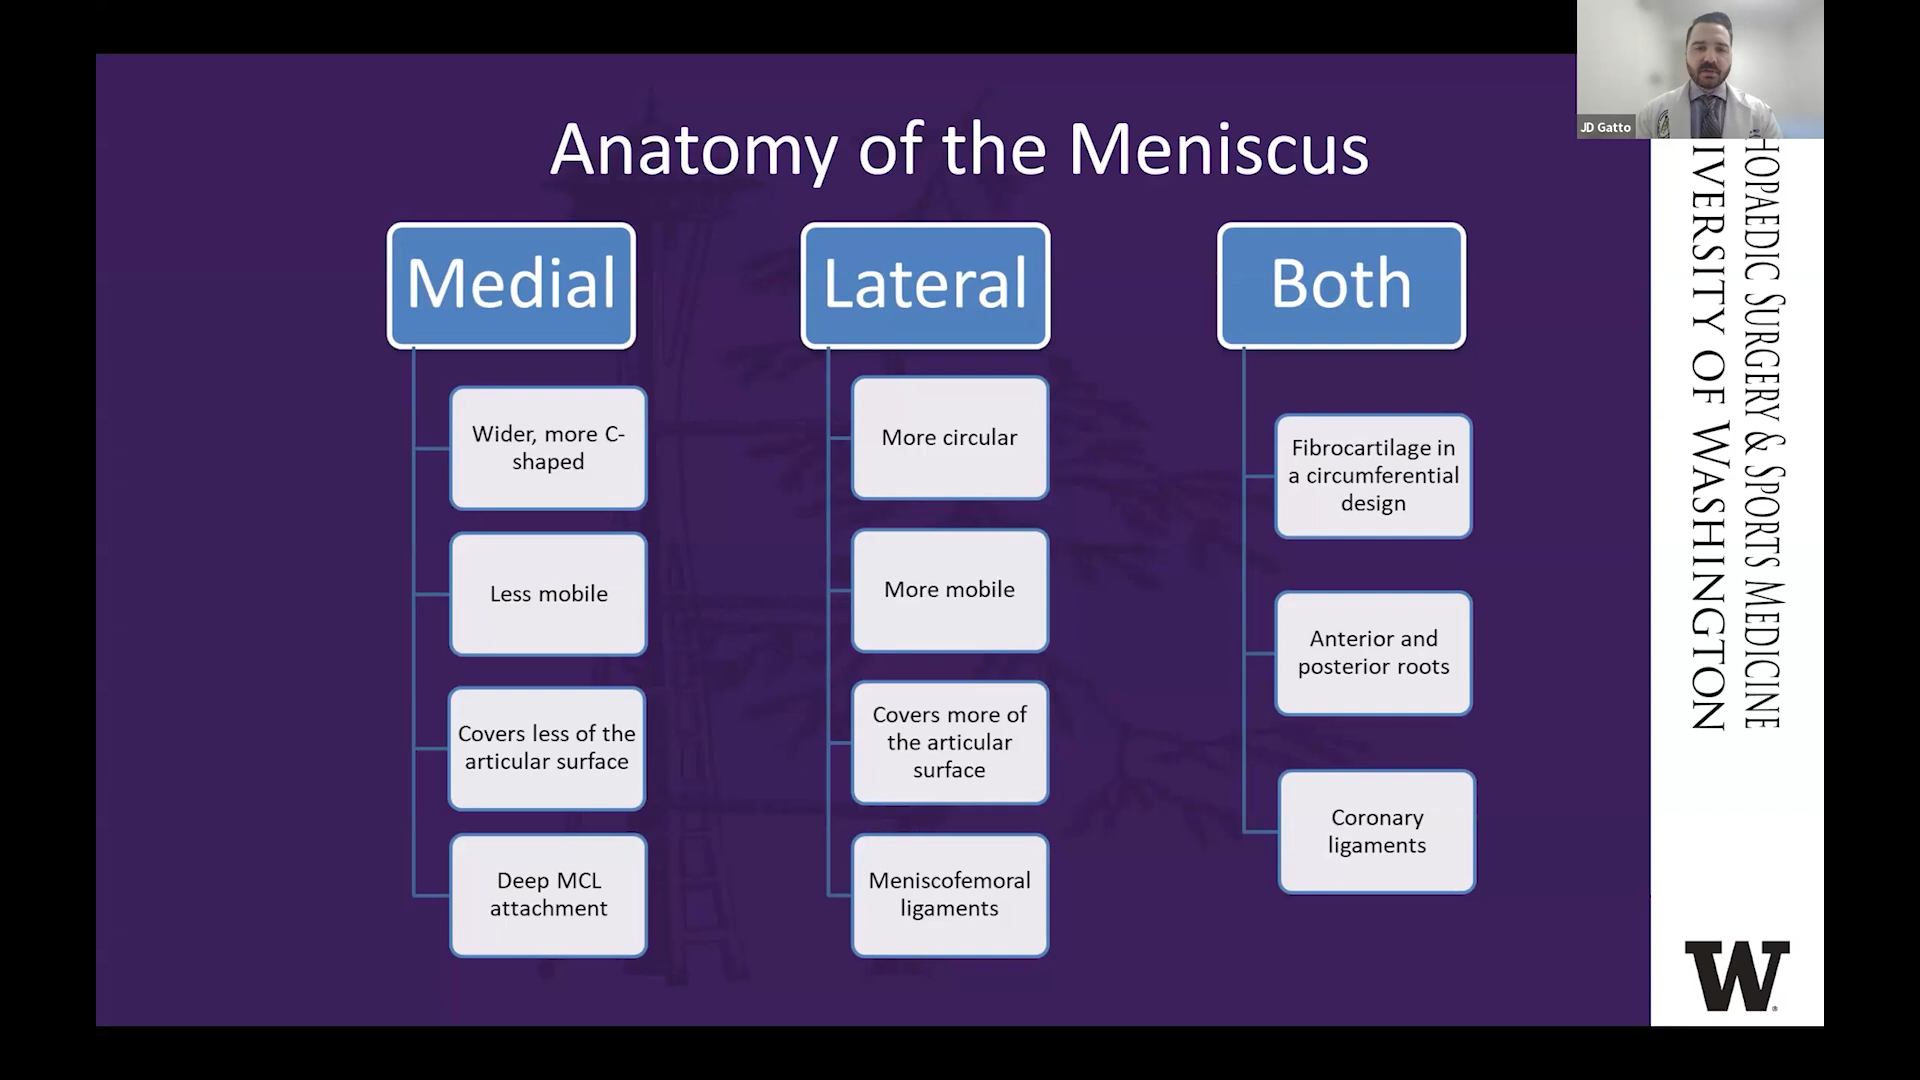 JD Gatto
Anatomy of the Meniscus
Medial
Wider, more C-
shaped
Less mobile
Covers less of the
articular surface
Deep MCL
attachment
Lateral
More circular
More mobile
Covers more of
the articular
surface
Meniscofemoral
ligaments
Both
Fibrocartilage in
a circumferential
design
Anterior and
posterior roots
Coronary
ligaments
HOPAEDIC SURGERY & SPORTS MEDICINE
IVERSITY OF WASHINGTON
W